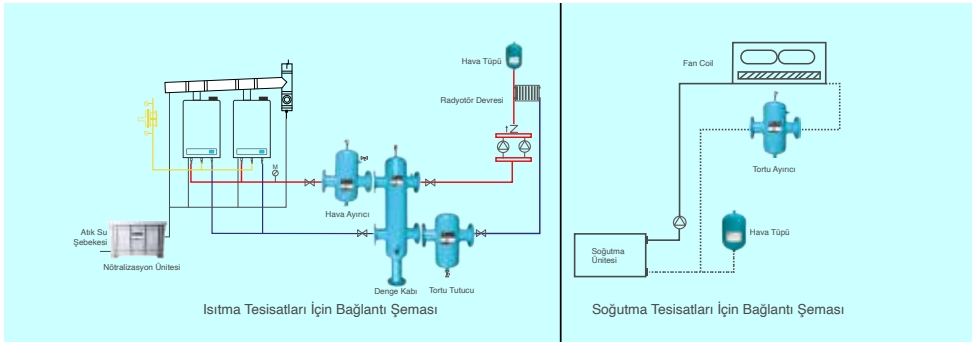 Hava Tüpü
Radyotör Devresi
M
Hava Ayırıcı
Atık Su
Şebekesi
Nötralizasyon Ünitesi
Denge Kabı
Tortu Tutucu
Isıtma Tesisatları İçin Bağlantı Şeması
Fan Coil
Tortu Ayırıcı
Hava Tüpü
Soğutma
Ünitesi
Soğutma Tesisatları İçin Bağlantı Şeması